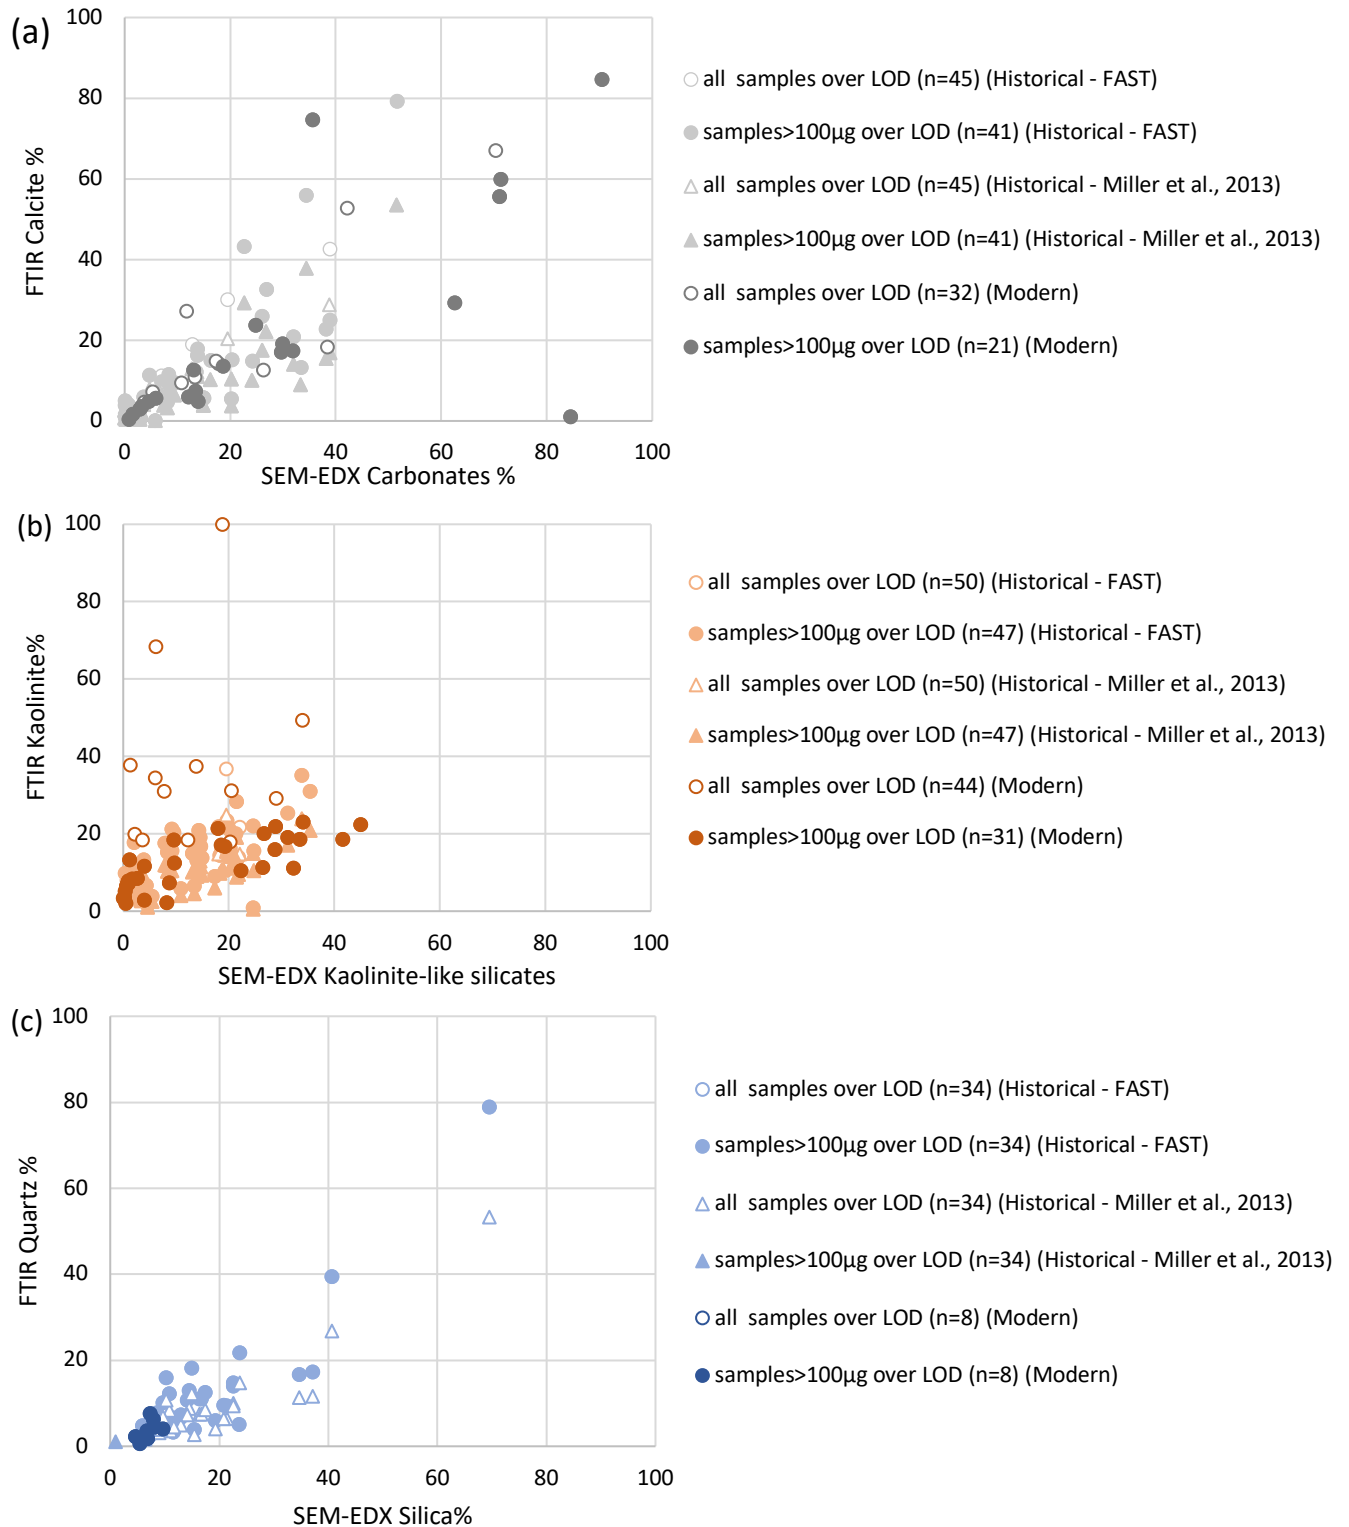 (a)
100
80
60
40
20
0
FTIR Calcite %
0 20 40 60 80 100
SEM-EDX Carbonates %
all samples over LOD (n=45) (Historical - FAST)
samples>100µg over LOD (n=41) (Historical - FAST)
all samples over LOD (n=45) (Historical - Miller et al., 2013)
samples>100µg over LOD (n=41) (Historical - Miller et al., 2013)
all samples over LOD (n=32) (Modern)
samples>100µg over LOD (n=21) (Modern)
(b)
100
80
60
40
20
0
FTIR Kaolinite%
0 20 40 60 80 100
SEM-EDX Kaolinite-like silicates
all samples over LOD (n=50) (Historical - FAST)
samples>100µg over LOD (n=47) (Historical - FAST)
all samples over LOD (n=50) (Historical - Miller et al., 2013)
samples>100µg over LOD (n=47) (Historical - Miller et al., 2013)
all samples over LOD (n=44) (Modern)
samples>100µg over LOD (n=31) (Modern)
(c)
100
80
60
40
20
0
FTIR Quartz %
0 20 40 60 80 100
SEM-EDX Silica%
all samples over LOD (n=34) (Historical - FAST)
samples>100µg over LOD (n=34) (Historical - FAST)
all samples over LOD (n=34) (Historical - Miller et al., 2013)
samples>100µg over LOD (n=34) (Historical - Miller et al., 2013)
all samples over LOD (n=8) (Modern)
samples>100µg over LOD (n=8) (Modern)